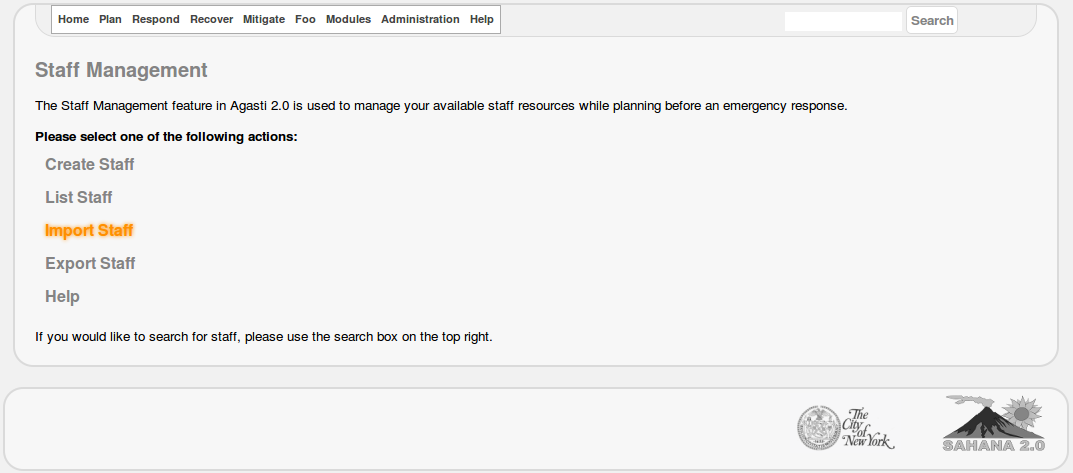 Home Plan Respond Recover Mitigate Foo Modules Administration Help
Search
Staff Management
The Staff Management feature in Agasti 2.0 is used to manage your available staff resources while planning before an emergency response.
Please select one of the following actions:
Create Staff
List Staff
Import Staff
Export Staff
Help
If you would like to search for staff, please use the search box on the top right.
The
City
of
New York
SAHANA 2.0